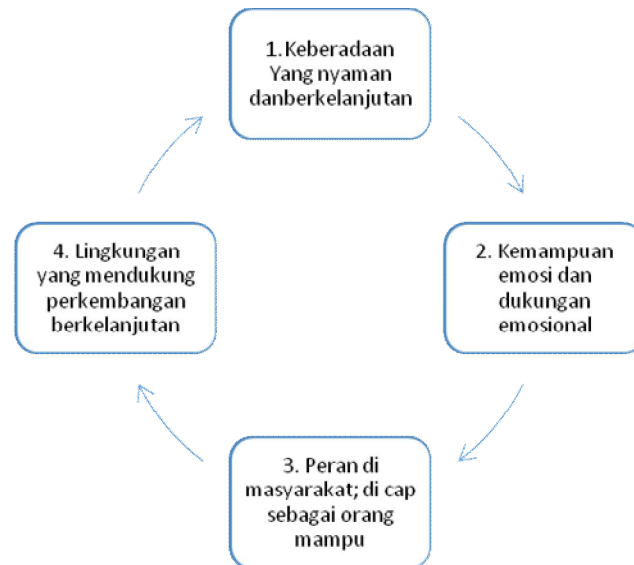 1. Keberadaan
Yang nyaman
danberkelanjutan
2. Kemampuan
emosi dan
dukungan
emosional
3. Peran di
masyarakat; di cap
sebagai orang
mampu
4. Lingkungan
yang mendukung
perkembangan
berkelanjutan